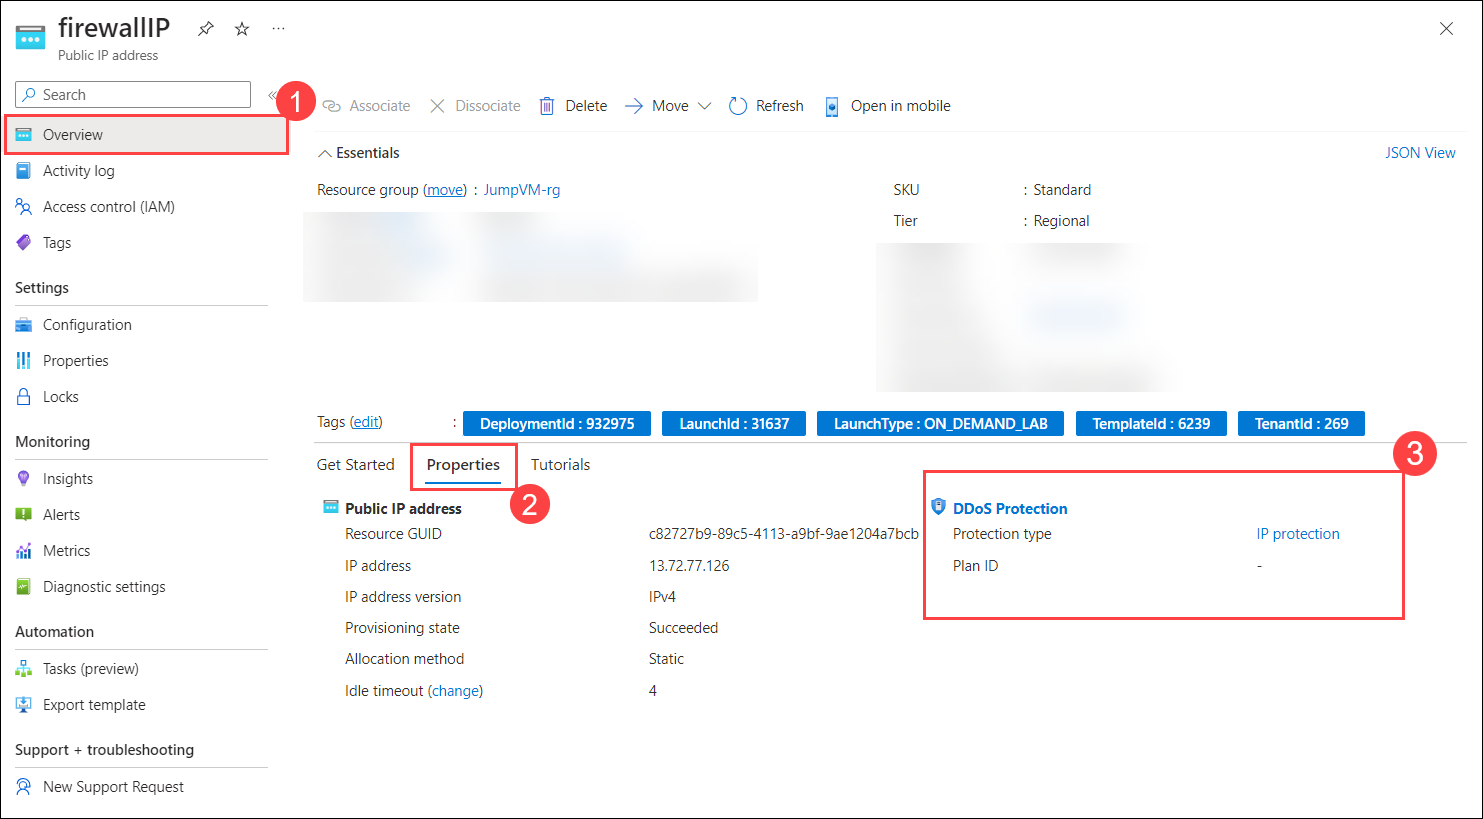 firewallIP
Public IP address
Search
«
1
Associate
Dissociate
Delete
Move
Refresh
Open in mobile
Overview
Activity log
Access control (IAM)
Tags
Settings
Configuration
Properties
Locks
Monitoring
Insights
Alerts
Metrics
Diagnostic settings
Automation
Tasks (preview)
Export template
Support + troubleshooting
New Support Request
Essentials
JSON View
Resource group (move) : JumpVM-rg
SKU : Standard
Tier : Regional
Tags (edit) : DeploymentId : 932975 LaunchId : 31637 LaunchType : ON_DEMAND_LAB TemplateId : 6239 TenantId : 269
Get Started Properties Tutorials
2
3
Public IP address
Resource GUID c82727b9-89c5-4113-a9bf-9ae1204a7bcb
IP address 13.72.77.126
IP address version IPv4
Provisioning state Succeeded
Allocation method Static
Idle timeout (change) 4
DDoS Protection
Protection type IP protection
Plan ID -